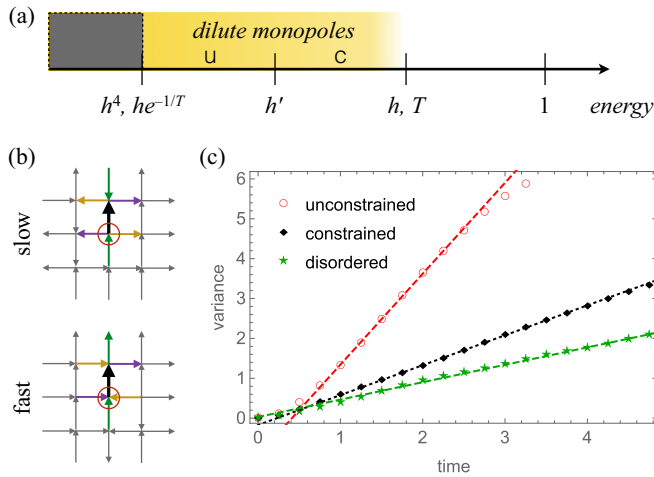 (a)
dilute monopoles
u c
h⁴, he⁻¹/ᵀ h′ h, T 1 energy
(b)
slow
fast
(c)
6
5
4
3
2
1
0
variance
unconstrained
constrained
disordered
0 1 2 3 4
time